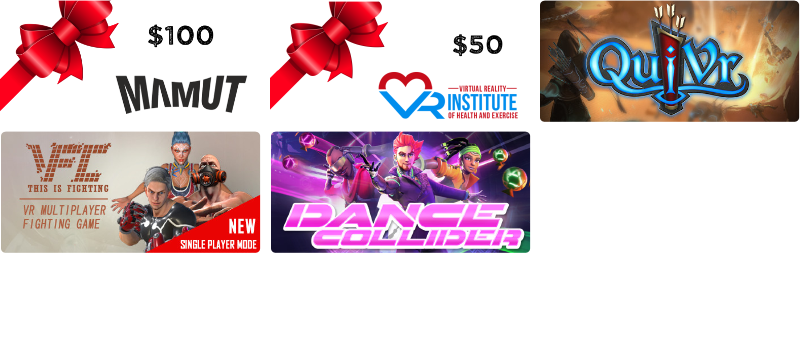 $100
MAMUT
$50
VIRTUAL REALITY
VR INSTITUTE
OF HEALTH AND EXERCISE
QuiVr
VFC
THIS IS FIGHTING
VR MULTIPLAYER
FIGHTING GAME
NEW
SINGLE PLAYER MODE
DANCE
COLLIDER